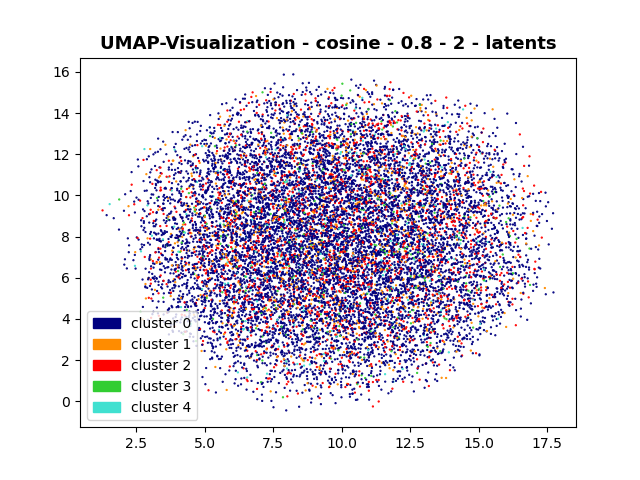 UMAP-Visualization - cosine - 0.8 - 2 - latents
16
14
12
10
8
6
4
2
0
cluster 0
cluster 1
cluster 2
cluster 3
cluster 4
2.5 5.0 7.5 10.0 12.5 15.0 17.5